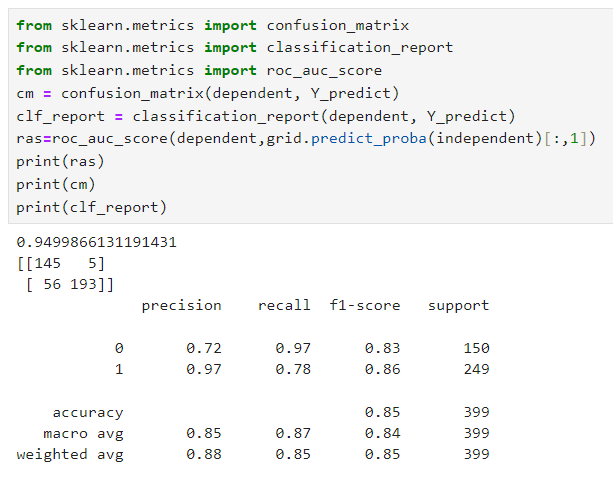 from sklearn.metrics import confusion_matrix
from sklearn.metrics import classification_report
from sklearn.metrics import roc_auc_score
cm = confusion_matrix(dependent, Y_predict)
clf_report = classification_report(dependent, Y_predict)
ras=roc_auc_score(dependent,grid.predict_proba(independent)[:,1])
print(ras)
print(cm)
print(clf_report)
0.9499866131191431
[[145   5]
 [ 56 193]]
              precision    recall  f1-score   support
           0       0.72      0.97      0.83       150
           1       0.97      0.78      0.86       249
    accuracy                           0.85       399
   macro avg       0.85      0.87      0.84       399
weighted avg       0.88      0.85      0.85       399